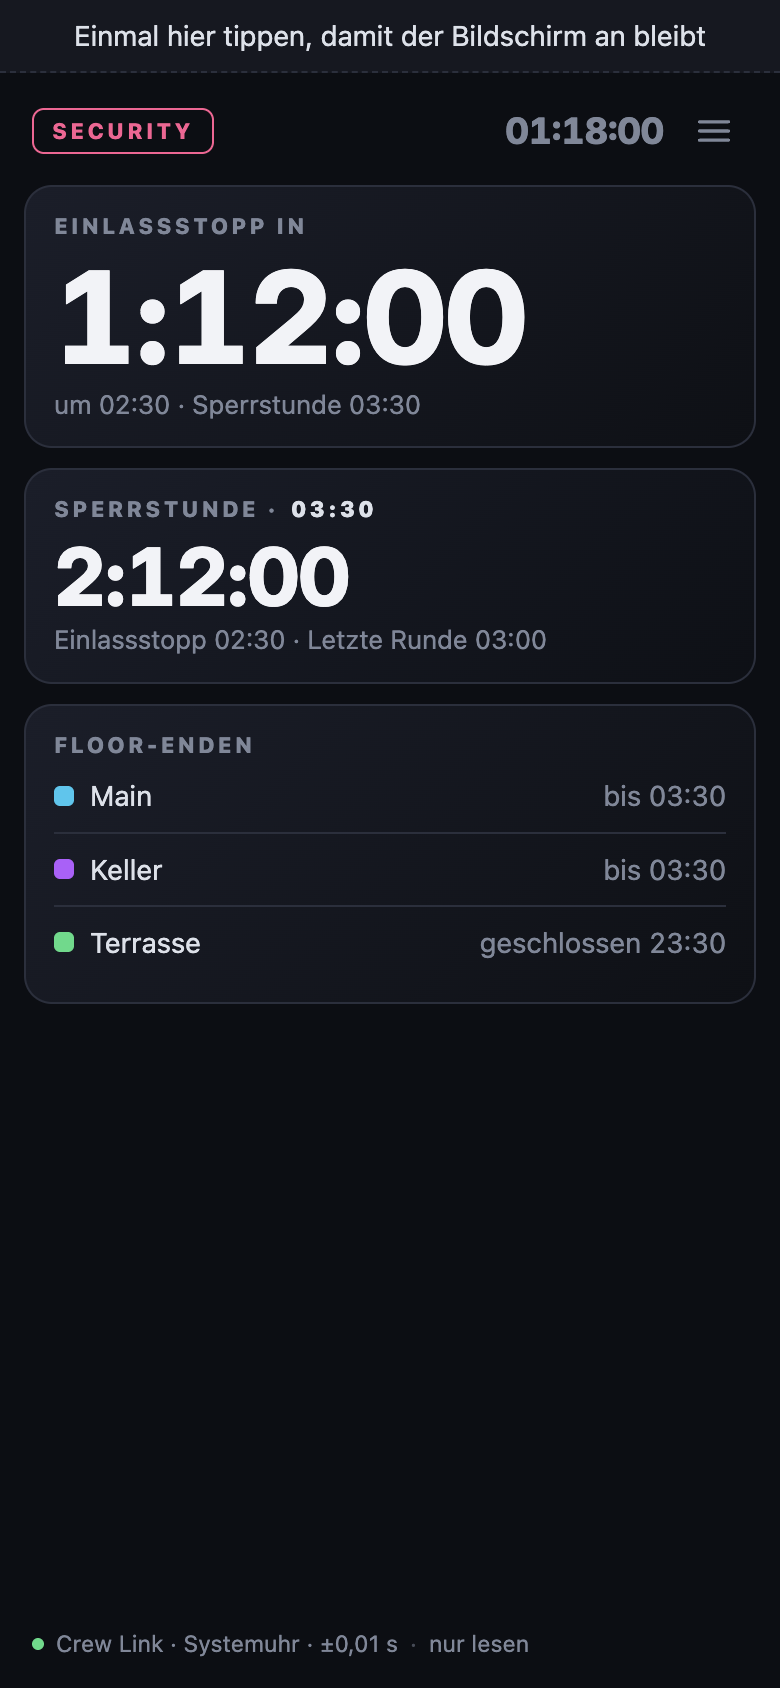 Einmal hier tippen, damit der Bildschirm an bleibt
SECURITY
01:18:00
EINLASSSTOPP IN
1:12:00
um 02:30 · Sperrstunde 03:30
SPERRSTUNDE · 03:30
2:12:00
Einlassstopp 02:30 · Letzte Runde 03:00
FLOOR-ENDEN
Main bis 03:30
Keller bis 03:30
Terrasse geschlossen 23:30
Crew Link · Systemuhr · ±0,01 s · nur lesen